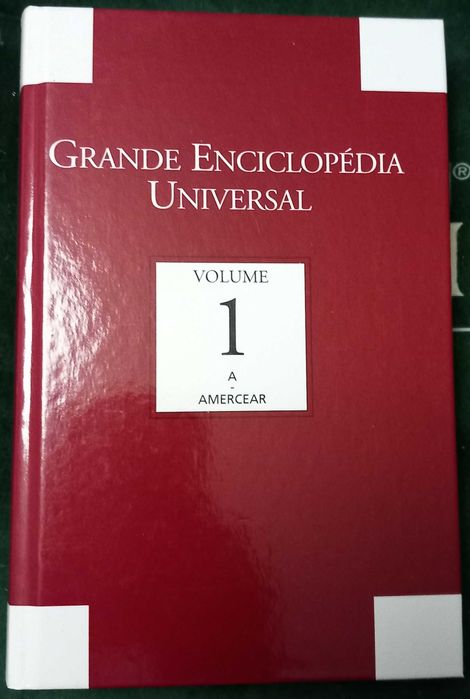 GRANDE ENCICLOPÉDIA
UNIVERSAL
VOLUME
1
A
-
AMERCEAR
®